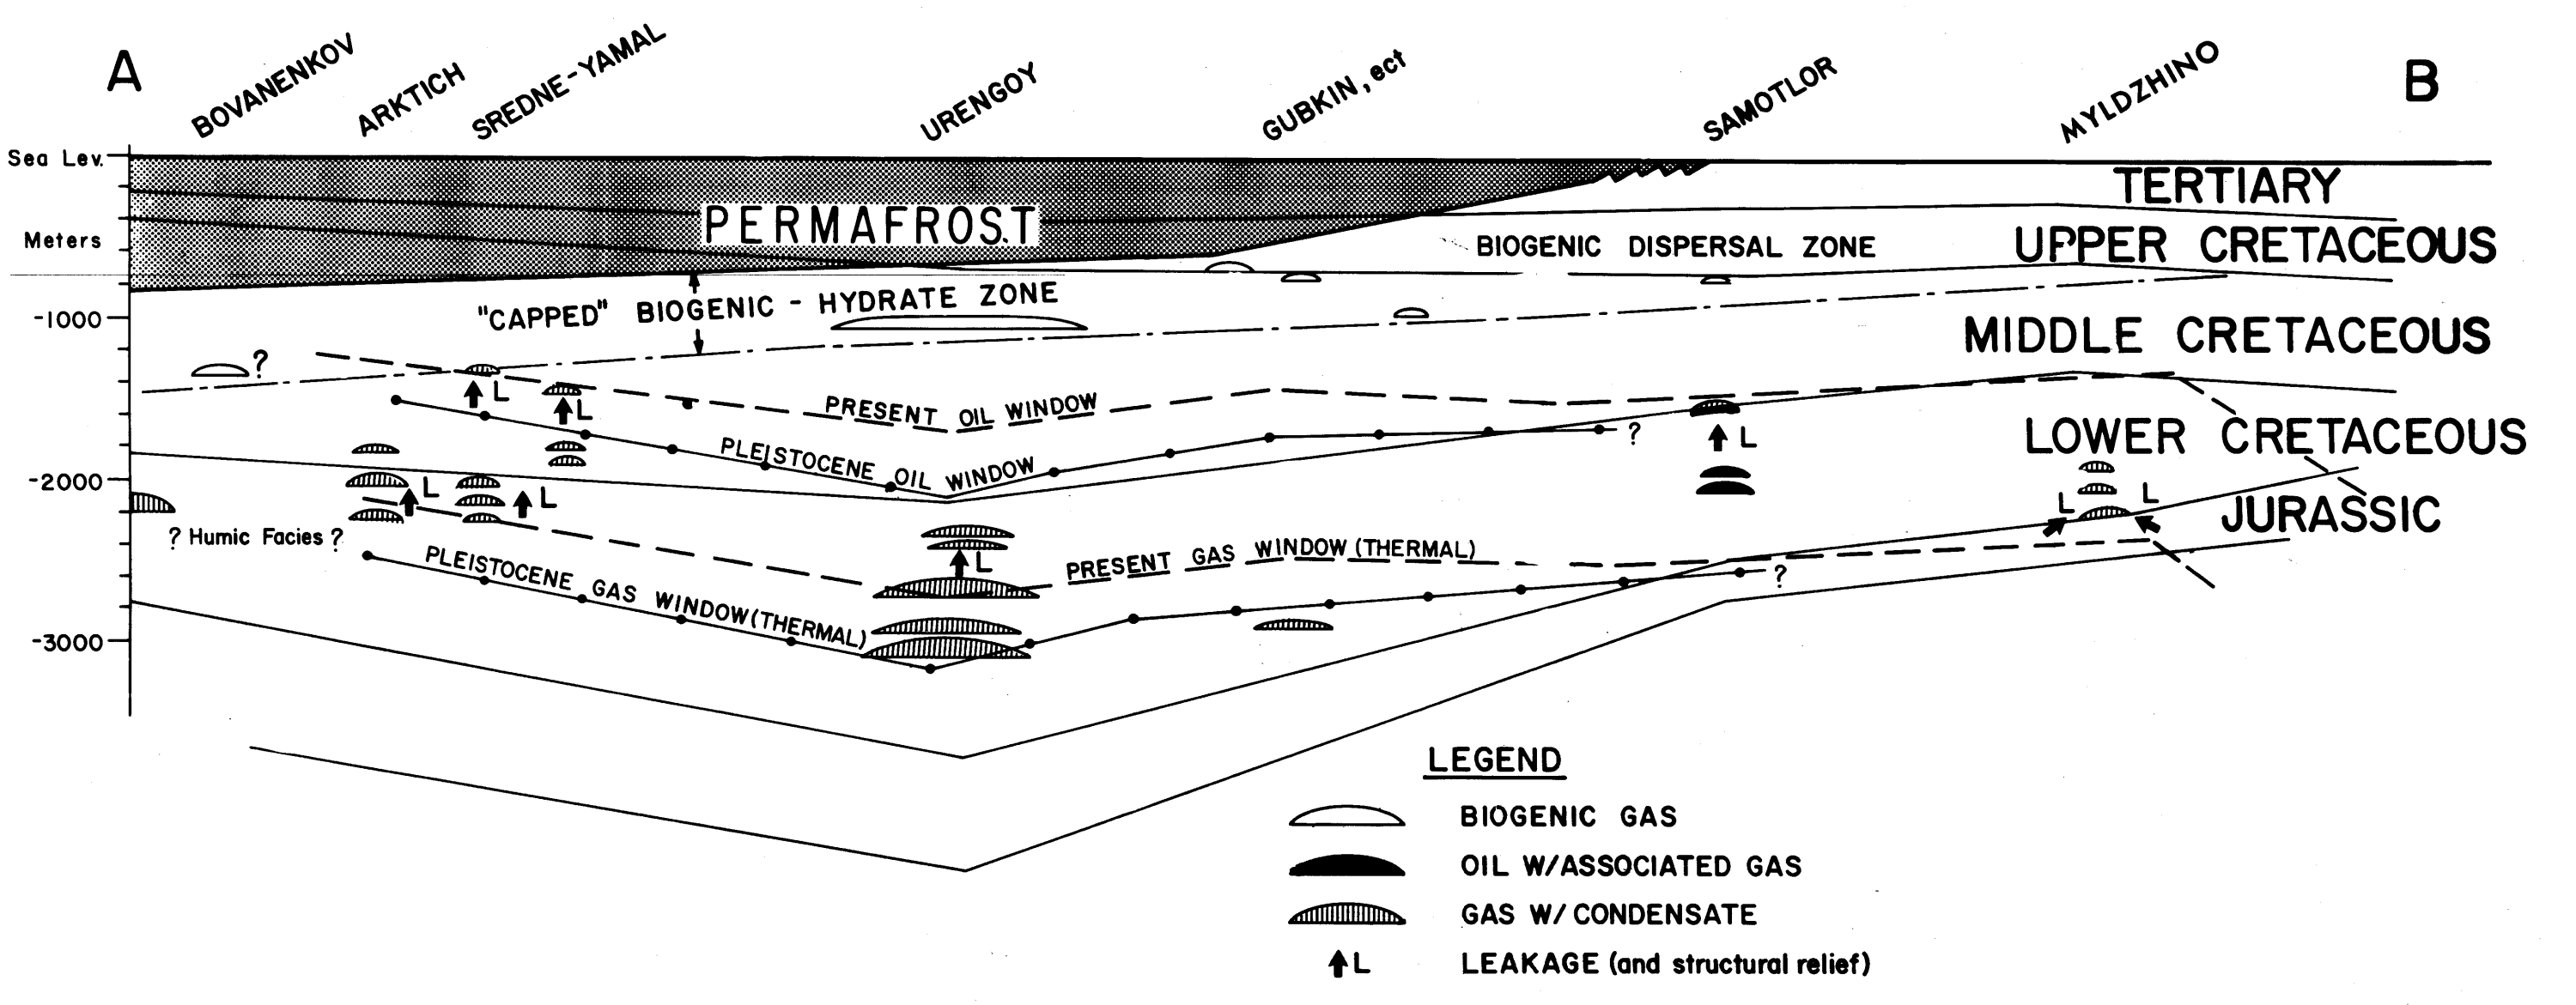 A
BOVANENKOV
ARKTICH
SREDNE-YAMAL
URENGOY
GUBKIN, ect
SAMOTLOR
MYLDZHINO
B
Sea Lev.
Meters
-1000
-2000
-3000
PERMAFROST
TERTIARY
BIOGENIC DISPERSAL ZONE
UPPER CRETACEOUS
"CAPPED" BIOGENIC - HYDRATE ZONE
MIDDLE CRETACEOUS
?
L
L
PRESENT OIL WINDOW
PLEISTOCENE OIL WINDOW
?
L
LOWER CRETACEOUS
L
L
L
L
JURASSIC
? Humic Facies ?
PLEISTOCENE GAS WINDOW (THERMAL)
L
PRESENT GAS WINDOW (THERMAL)
?
LEGEND
BIOGENIC GAS
OIL W/ASSOCIATED GAS
GAS W/CONDENSATE
L LEAKAGE (and structural relief)